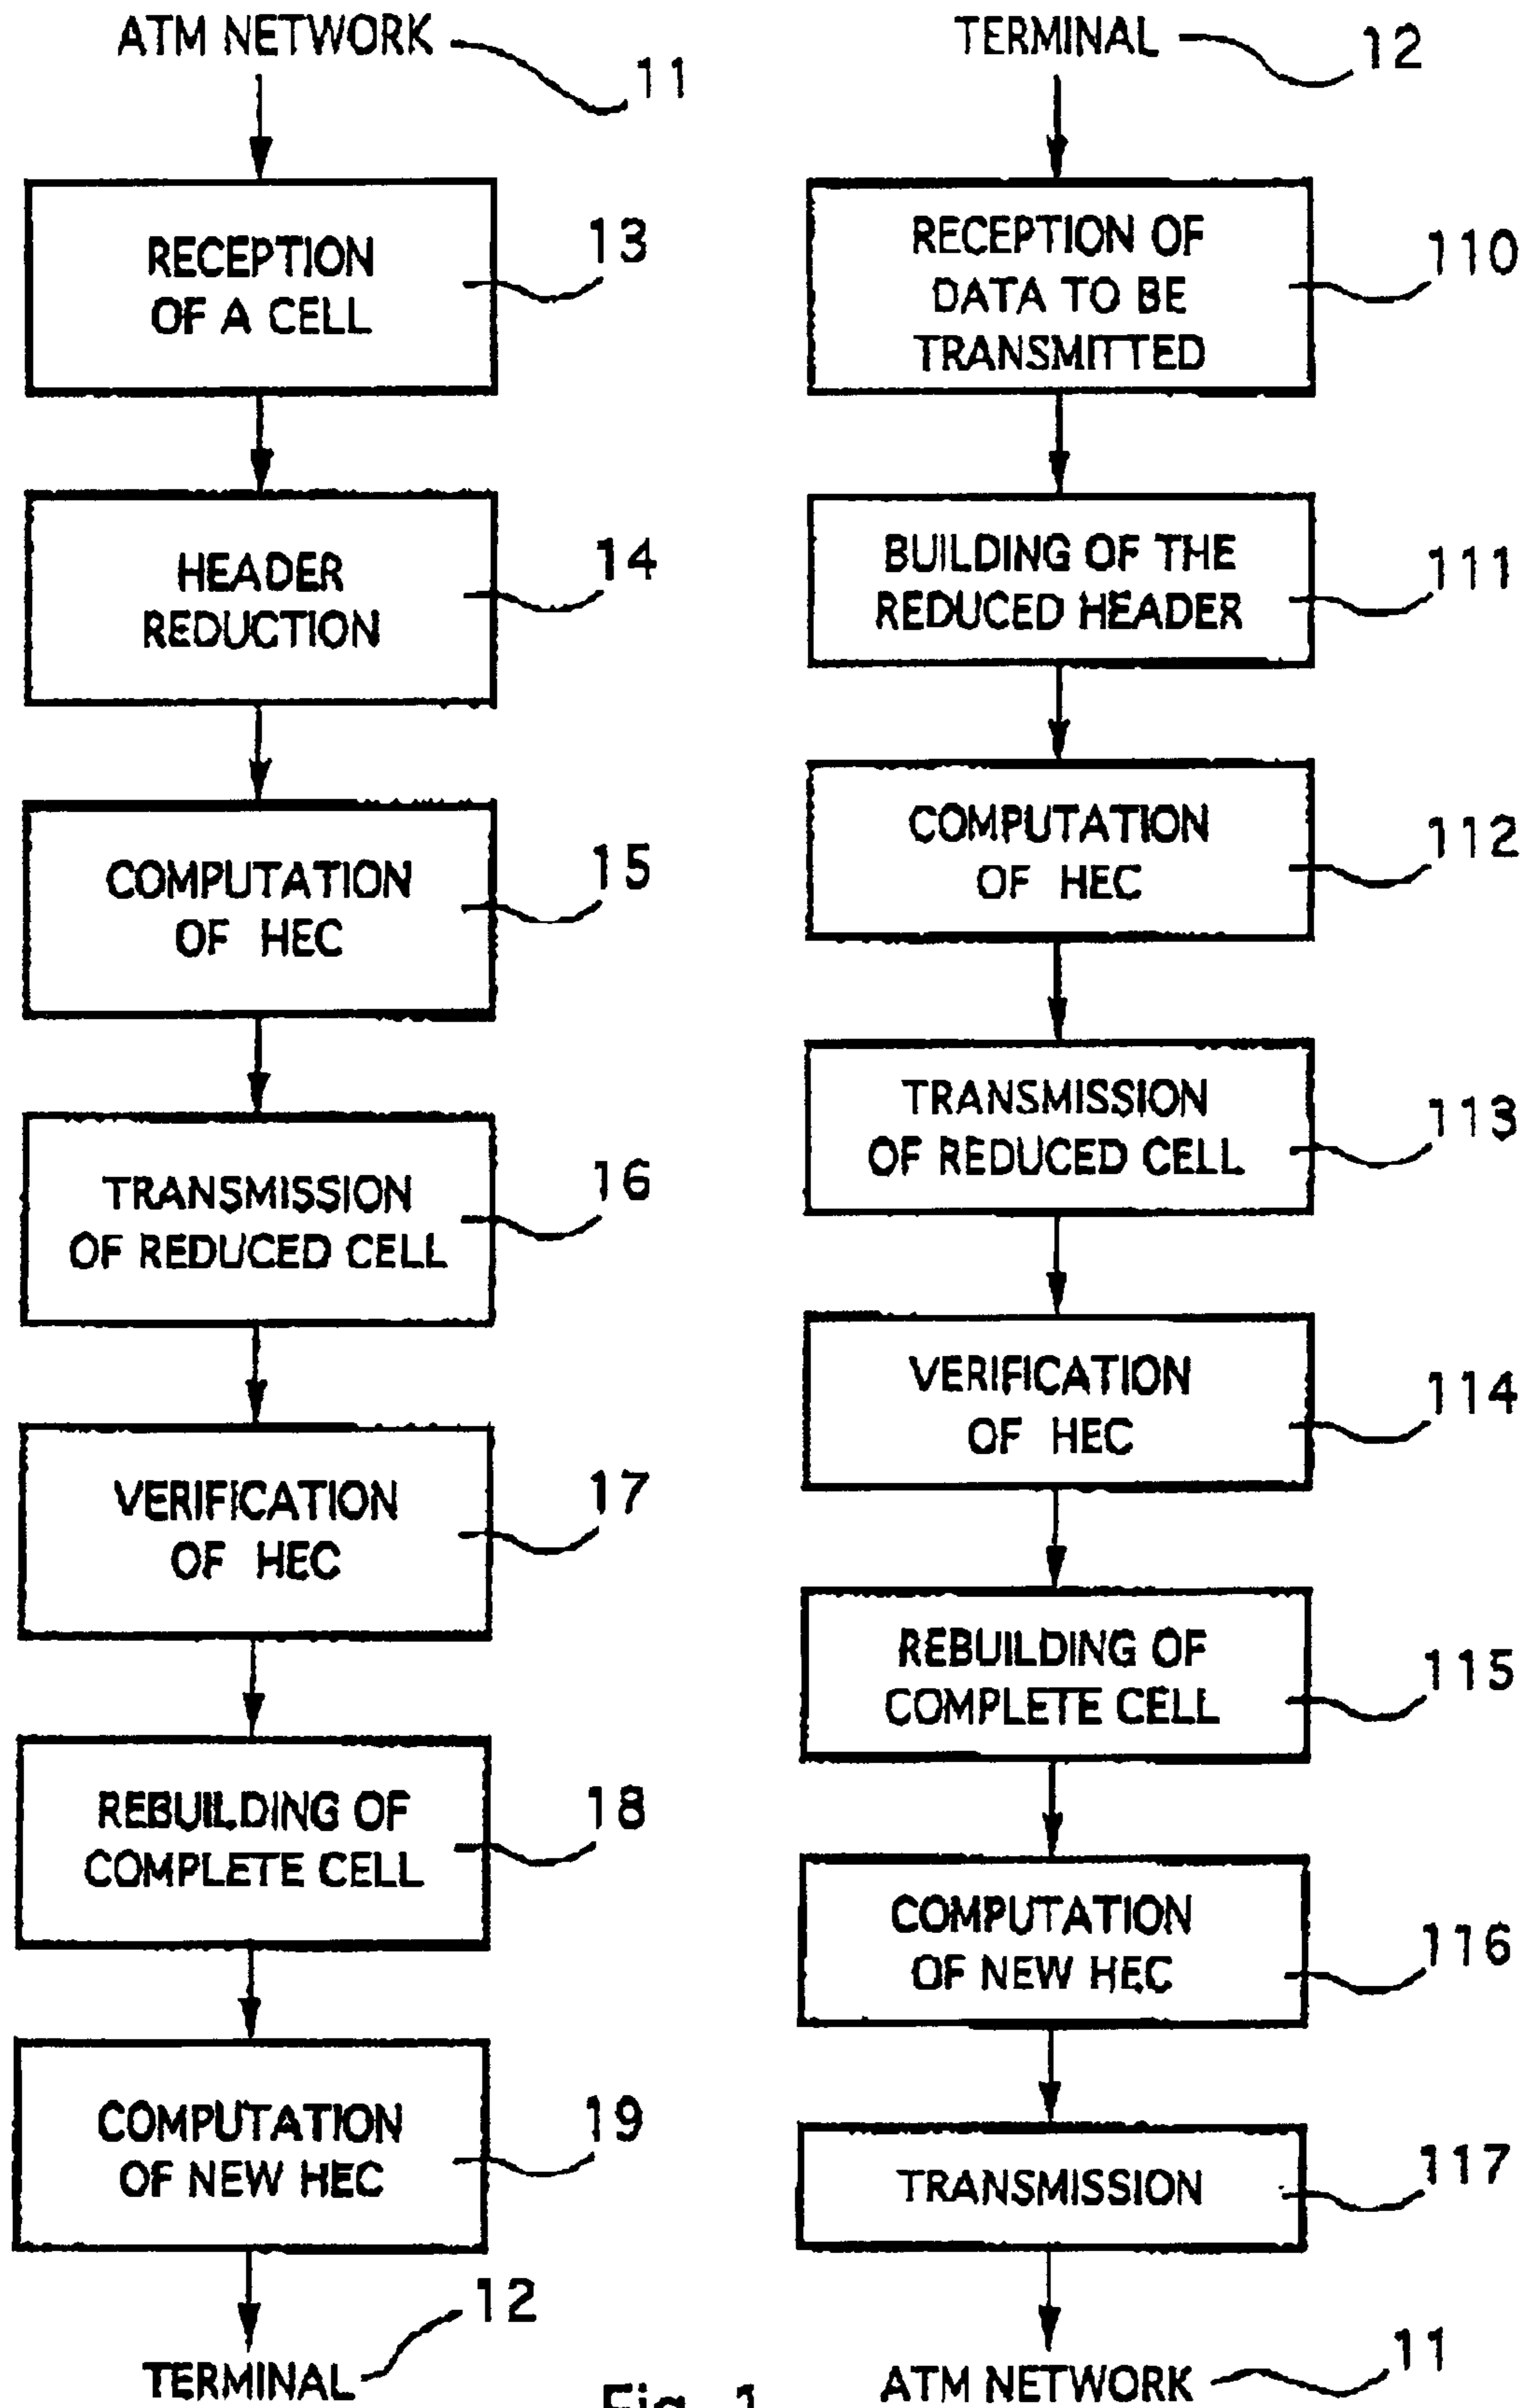 ATM NETWORK
11
RECEPTION
OF A CELL
13
HEADER
REDUCTION
14
COMPUTATION
OF HEC
15
TRANSMISSION
OF REDUCED CELL
16
VERIFICATION
OF HEC
17
REBUILDING OF
COMPLETE CELL
18
COMPUTATION
OF NEW HEC
19
TERMINAL
12
TERMINAL
12
RECEPTION OF
DATA TO BE
TRANSMITTED
110
BUILDING OF THE
REDUCED HEADER
111
COMPUTATION
OF HEC
112
TRANSMISSION
OF REDUCED CELL
113
VERIFICATION
OF HEC
114
REBUILDING OF
COMPLETE CELL
115
COMPUTATION
OF NEW HEC
116
TRANSMISSION
117
ATM NETWORK
11
Fig. 1